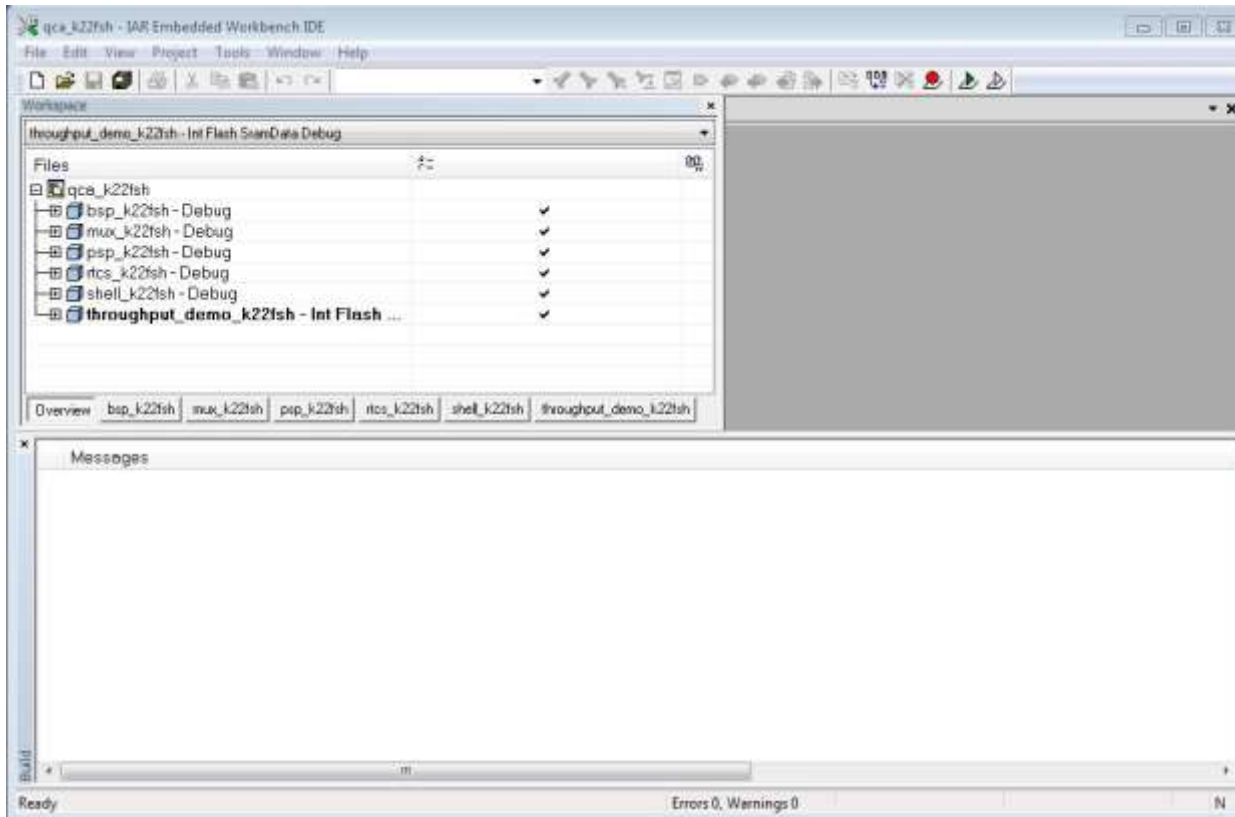 qca_k22fsh - IAR Embedded Workbench IDE
File Edit View Project Tools Window Help
Workspace
throughput_demo_k22fsh - Int Flash SramData Debug
Files
qca_k22fsh
bsp_k22fsh - Debug
mux_k22fsh - Debug
psp_k22fsh - Debug
rtcs_k22fsh - Debug
shell_k22fsh - Debug
throughput_demo_k22fsh - Int Flash ...
Overview bsp_k22fsh mux_k22fsh psp_k22fsh rtcs_k22fsh shell_k22fsh throughput_demo_k22fsh
Messages
Build
Ready Errors 0, Warnings 0 N